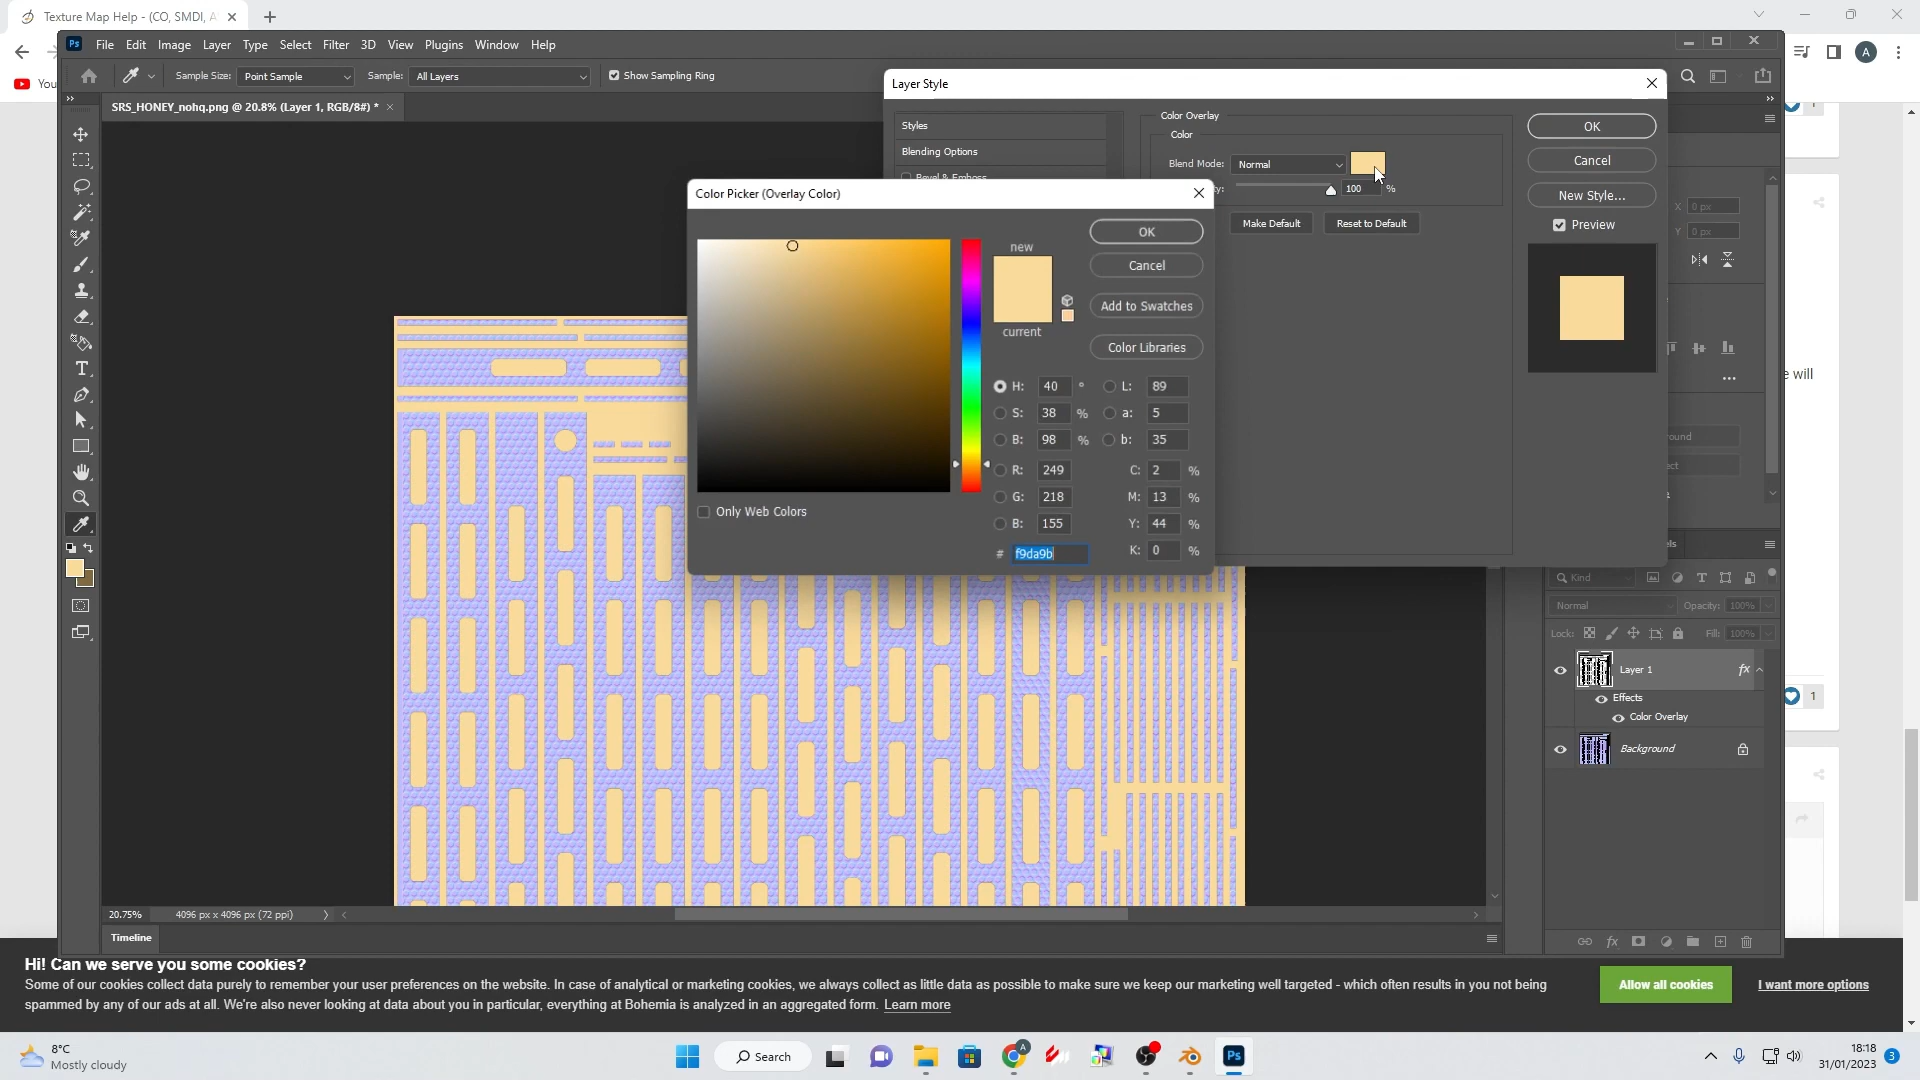 Texture Map Help - (CO, SMDI, A
You
File Edit Image Layer Type Select Filter 3D View Plugins Window Help
Sample Size: Point Sample Sample: All Layers Show Sampling Ring
SRS_HONEY_nohq.png @ 20.8% (Layer 1, RGB/8#) *
Layer Style
Styles
Blending Options
Bevel & Emboss
Color Overlay
Color
Blend Mode: Normal
100 %
Make Default Reset to Default
OK
Cancel
New Style...
Preview
Color Picker (Overlay Color)
new
current
OK
Cancel
Add to Swatches
Color Libraries
H: 40 ° L: 89
S: 38 % a: 5
B: 98 % b: 35
R: 249 C: 2 %
G: 218 M: 13 %
B: 155 Y: 44 %
# f9da9b K: 0 %
Only Web Colors
X 0 px
Y 0 px
e will
Kind
Normal Opacity: 100%
Lock: Fill: 100%
Layer 1 fx
Effects
Color Overlay
Background
1
20.75% 4096 px x 4096 px (72 ppi)
Timeline
Hi! Can we serve you some cookies?
Some of our cookies collect data purely to remember your user preferences on the website. In case of analytical or marketing cookies, we always collect as little data as possible to make sure we keep our marketing well targeted - which often results in you not being
spammed by any of our ads at all. We're also never looking at data about you in particular, everything at Bohemia is analyzed in an aggregated form. Learn more
Allow all cookies
I want more options
8°C
Mostly cloudy
Search
Ps
18:18
31/01/2023
3